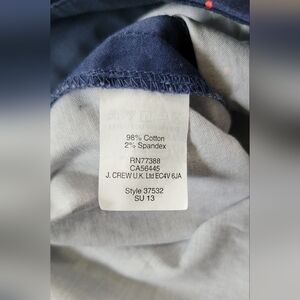 98% Cotton
2% Spandex
RN77388
CA56445
J. CREW U.K. Ltd EC4V 6JA
Style 37532
SU 13